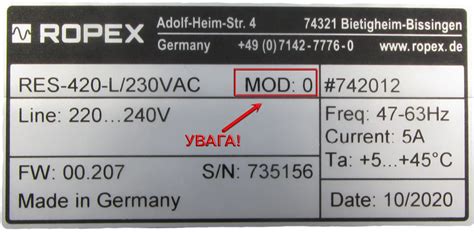 ROPEX
Adolf-Heim-Str. 4 74321 Bietigheim-Bissingen
Germany +49 (0)7142-7776-0 www.ropex.de
RES-420-L/230VAC MOD: 0 #742012
Line: 220...240V
УВАГА!
Freq: 47-63Hz
Current: 5A
Ta: +5...+45°C
FW: 00.207 S/N: 735156
Made in Germany
Date: 10/2020